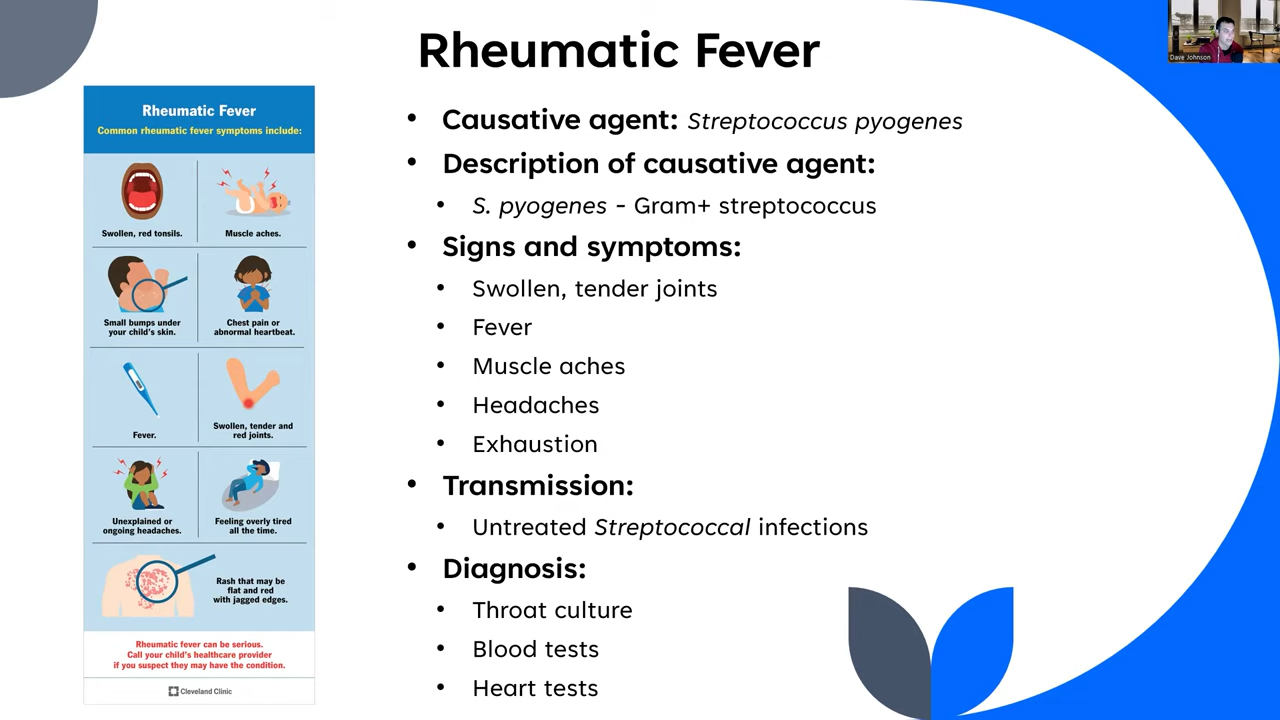 Rheumatic Fever
Dave Johnson
Rheumatic Fever
Common rheumatic fever symptoms include:
Swollen, red tonsils.
Muscle aches.
Small bumps under
your child's skin.
Chest pain or
abnormal heartbeat.
Fever.
Swollen, tender and
red joints.
Unexplained or
ongoing headaches.
Feeling overly tired
all the time.
Rash that may be
flat and red
with jagged edges.
Rheumatic fever can be serious.
Call your child's healthcare provider
if you suspect they may have the condition.
Cleveland Clinic
• Causative agent: Streptococcus pyogenes
• Description of causative agent:
• S. pyogenes – Gram+ streptococcus
• Signs and symptoms:
• Swollen, tender joints
• Fever
• Muscle aches
• Headaches
• Exhaustion
• Transmission:
• Untreated Streptococcal infections
• Diagnosis:
• Throat culture
• Blood tests
• Heart tests